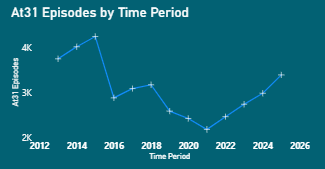 At31 Episodes by Time Period
At31 Episodes
4K
3K
2K
2012 2014 2016 2018 2020 2022 2024 2026
Time Period